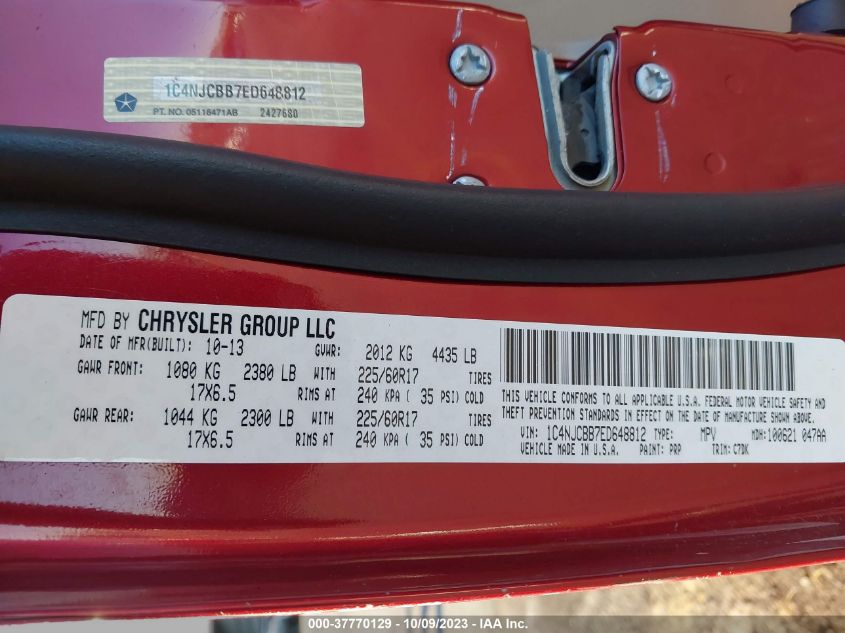 1C4NJCBB7ED648812
PT. NO. 05116471AB 2427680
MFD BY CHRYSLER GROUP LLC
DATE OF MFR(BUILT): 10-13 GVWR: 2012 KG 4435 LB
GAWR FRONT: 1080 KG 2380 LB WITH 225/60R17 TIRES
17X6.5 RIMS AT 240 KPA ( 35 PSI) COLD
GAWR REAR: 1044 KG 2300 LB WITH 225/60R17 TIRES
17X6.5 RIMS AT 240 KPA ( 35 PSI) COLD
THIS VEHICLE CONFORMS TO ALL APPLICABLE U.S.A. FEDERAL MOTOR VEHICLE SAFETY AND
THEFT PREVENTION STANDARDS IN EFFECT ON THE DATE OF MANUFACTURE SHOWN ABOVE.
VIN: 1C4NJCBB7ED648812 TYPE: MPV MDH:100621 047AA
VEHICLE MADE IN U.S.A. PAINT: PRP TRIM: C7DK
000-37770129 - 10/09/2023 - IAA Inc.